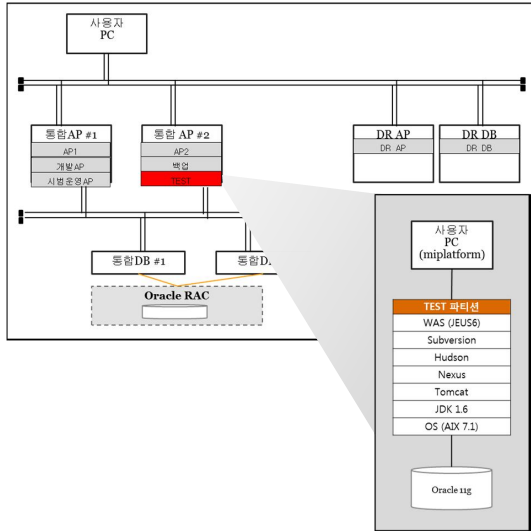 사용자
PC
통합AP #1
AP1
개발AP
시범운영AP
통합 AP #2
AP2
백업
TEST
DR AP
DR AP
DR DB
DR DB
통합DB #1
통합DB
Oracle RAC
사용자
PC
(miplatform)
TEST 파티션
WAS (JEUS6)
Subversion
Hudson
Nexus
Tomcat
JDK 1.6
OS (AIX 7.1)
Oracle 11g